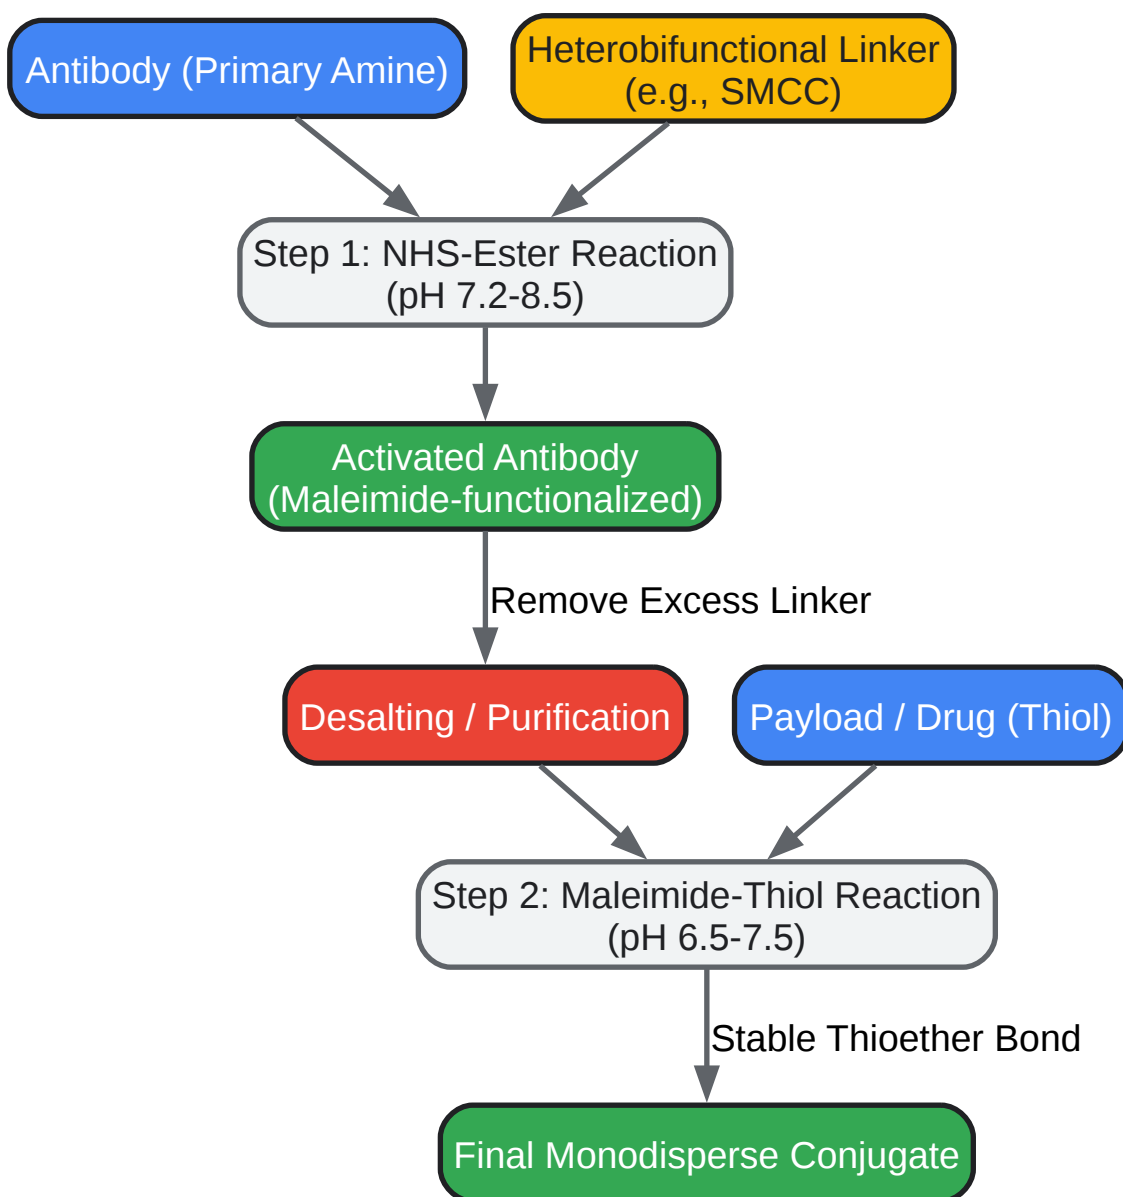 Antibody (Primary Amine)
Heterobifunctional Linker
(e.g., SMCC)
Step 1: NHS-Ester Reaction
(pH 7.2-8.5)
Activated Antibody
(Maleimide-functionalized)
Remove Excess Linker
Desalting / Purification
Payload / Drug (Thiol)
Step 2: Maleimide-Thiol Reaction
(pH 6.5-7.5)
Stable Thioether Bond
Final Monodisperse Conjugate